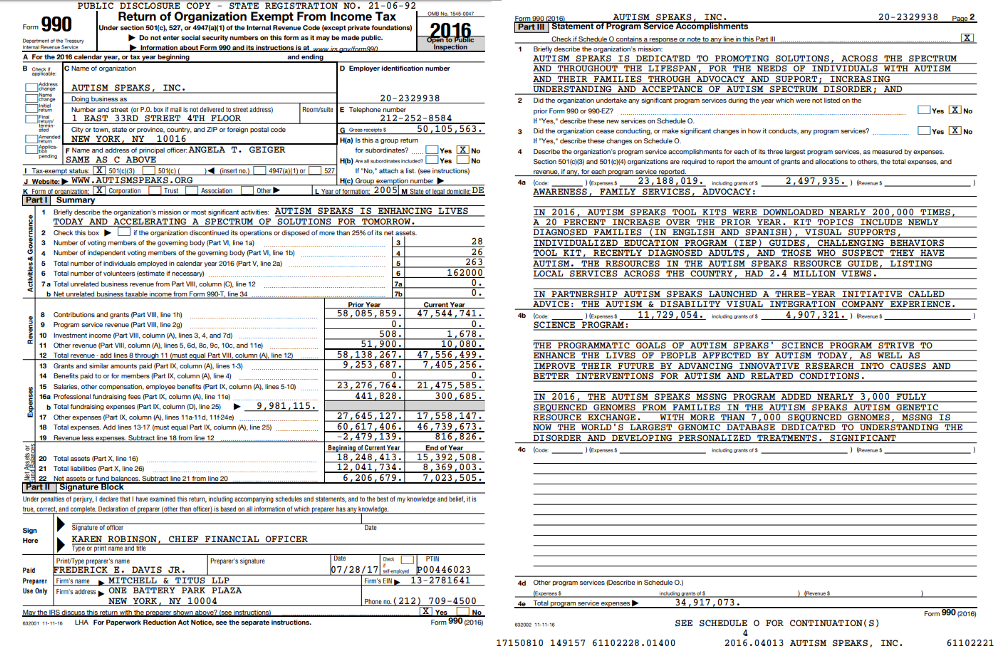 PUBLIC DISCLOSURE COPY - STATE REGISTRATION NO. 21-06-92
Form 990
Return of Organization Exempt From Income Tax
OMB No. 1545-0047
2016
Under section 501(c), 527, or 4947(a)(1) of the Internal Revenue Code (except private foundations)
Department of the Treasury
Internal Revenue Service
▶ Do not enter social security numbers on this form as it may be made public.
▶ Information about Form 990 and its instructions is at www.irs.gov/form990.
Open to Public
Inspection
A For the 2016 calendar year, or tax year beginning and ending
B Check if applicable:
Address change
Name change
Initial return
Final return/terminated
Amended return
Application pending
C Name of organization
AUTISM SPEAKS, INC.
Doing business as
Number and street (or P.O. box if mail is not delivered to street address) Room/suite
1 EAST 33RD STREET 4TH FLOOR
City or town, state or province, country, and ZIP or foreign postal code
NEW YORK, NY 10016
F Name and address of principal officer: ANGELA T. GEIGER
SAME AS C ABOVE
D Employer identification number
20-2329938
E Telephone number
212-252-8584
G Gross receipts $ 50,105,563.
H(a) Is this a group return
for subordinates? Yes X No
H(b) Are all subordinates included? Yes No
If "No," attach a list. (see instructions)
H(c) Group exemption number ▶
I Tax-exempt status: X 501(c)(3) 501(c) ( ) ◀ (insert no.) 4947(a)(1) or 527
J Website: ▶ WWW.AUTISMSPEAKS.ORG
K Form of organization: X Corporation Trust Association Other ▶
L Year of formation: 2005 M State of legal domicile: DE
Part I Summary
Activities & Governance
1 Briefly describe the organization's mission or most significant activities: AUTISM SPEAKS IS ENHANCING LIVES
TODAY AND ACCELERATING A SPECTRUM OF SOLUTIONS FOR TOMORROW.
2 Check this box ▶ if the organization discontinued its operations or disposed of more than 25% of its net assets.
3 Number of voting members of the governing body (Part VI, line 1a) 3 28
4 Number of independent voting members of the governing body (Part VI, line 1b) 4 26
5 Total number of individuals employed in calendar year 2016 (Part V, line 2a) 5 263
6 Total number of volunteers (estimate if necessary) 6 162000
7 a Total unrelated business revenue from Part VIII, column (C), line 12 7a 0.
b Net unrelated business taxable income from Form 990-T, line 34 7b 0.
Prior Year Current Year
Revenue
8 Contributions and grants (Part VIII, line 1h) 58,085,859. 47,544,741.
9 Program service revenue (Part VIII, line 2g) 0. 0.
10 Investment income (Part VIII, column (A), lines 3, 4, and 7d) 508. 1,678.
11 Other revenue (Part VIII, column (A), lines 5, 6d, 8c, 9c, 10c, and 11e) 51,900. 10,080.
12 Total revenue - add lines 8 through 11 (must equal Part VIII, column (A), line 12) 58,138,267. 47,556,499.
Expenses
13 Grants and similar amounts paid (Part IX, column (A), lines 1-3) 9,253,687. 7,405,256.
14 Benefits paid to or for members (Part IX, column (A), line 4) 0. 0.
15 Salaries, other compensation, employee benefits (Part IX, column (A), lines 5-10) 23,276,764. 21,475,585.
16a Professional fundraising fees (Part IX, column (A), line 11e) 441,828. 300,685.
b Total fundraising expenses (Part IX, column (D), line 25) ▶ 9,981,115.
17 Other expenses (Part IX, column (A), lines 11a-11d, 11f-24e) 27,645,127. 17,558,147.
18 Total expenses. Add lines 13-17 (must equal Part IX, column (A), line 25) 60,617,406. 46,739,673.
19 Revenue less expenses. Subtract line 18 from line 12 -2,479,139. 816,826.
Net Assets or Fund Balances
Beginning of Current Year End of Year
20 Total assets (Part X, line 16) 18,248,413. 15,392,508.
21 Total liabilities (Part X, line 26) 12,041,734. 8,369,003.
22 Net assets or fund balances. Subtract line 21 from line 20 6,206,679. 7,023,505.
Part II Signature Block
Under penalties of perjury, I declare that I have examined this return, including accompanying schedules and statements, and to the best of my knowledge and belief, it is
true, correct, and complete. Declaration of preparer (other than officer) is based on all information of which preparer has any knowledge.
Sign
Here
Signature of officer Date
KAREN ROBINSON, CHIEF FINANCIAL OFFICER
Type or print name and title
Paid
Preparer
Use Only
Print/Type preparer's name Preparer's signature Date Check if self-employed PTIN
FREDERICK E. DAVIS JR. 07/28/17 P00446023
Firm's name ▶ MITCHELL & TITUS LLP Firm's EIN ▶ 13-2781641
Firm's address ▶ ONE BATTERY PARK PLAZA
NEW YORK, NY 10004 Phone no. (212) 709-4500
May the IRS discuss this return with the preparer shown above? (see instructions) X Yes No
632001 11-11-16 LHA For Paperwork Reduction Act Notice, see the separate instructions. Form 990 (2016)
Form 990 (2016) AUTISM SPEAKS, INC. 20-2329938 Page 2
Part III Statement of Program Service Accomplishments
Check if Schedule O contains a response or note to any line in this Part III X
1 Briefly describe the organization's mission:
AUTISM SPEAKS IS DEDICATED TO PROMOTING SOLUTIONS, ACROSS THE SPECTRUM
AND THROUGHOUT THE LIFESPAN, FOR THE NEEDS OF INDIVIDUALS WITH AUTISM
AND THEIR FAMILIES THROUGH ADVOCACY AND SUPPORT; INCREASING
UNDERSTANDING AND ACCEPTANCE OF AUTISM SPECTRUM DISORDER; AND
2 Did the organization undertake any significant program services during the year which were not listed on the
prior Form 990 or 990-EZ? Yes X No
If "Yes," describe these new services on Schedule O.
3 Did the organization cease conducting, or make significant changes in how it conducts, any program services? Yes X No
If "Yes," describe these changes on Schedule O.
4 Describe the organization's program service accomplishments for each of its three largest program services, as measured by expenses.
Section 501(c)(3) and 501(c)(4) organizations are required to report the amount of grants and allocations to others, the total expenses, and
revenue, if any, for each program service reported.
4a (Code: ) (Expenses $ 23,188,019. including grants of $ 2,497,935. ) (Revenue $ )
AWARENESS, FAMILY SERVICES, ADVOCACY:
IN 2016, AUTISM SPEAKS TOOL KITS WERE DOWNLOADED NEARLY 200,000 TIMES,
A 20 PERCENT INCREASE OVER THE PRIOR YEAR. KIT TOPICS INCLUDE NEWLY
DIAGNOSED FAMILIES (IN ENGLISH AND SPANISH), VISUAL SUPPORTS,
INDIVIDUALIZED EDUCATION PROGRAM (IEP) GUIDES, CHALLENGING BEHAVIORS
TOOL KIT, RECENTLY DIAGNOSED ADULTS, AND THOSE WHO SUSPECT THEY HAVE
AUTISM. THE RESOURCES IN THE AUTISM SPEAKS RESOURCE GUIDE, LISTING
LOCAL SERVICES ACROSS THE COUNTRY, HAD 2.4 MILLION VIEWS.
IN PARTNERSHIP AUTISM SPEAKS LAUNCHED A THREE-YEAR INITIATIVE CALLED
ADVICE: THE AUTISM & DISABILITY VISUAL INTEGRATION COMPANY EXPERIENCE.
4b (Code: ) (Expenses $ 11,729,054. including grants of $ 4,907,321. ) (Revenue $ )
SCIENCE PROGRAM:
THE PROGRAMMATIC GOALS OF AUTISM SPEAKS' SCIENCE PROGRAM STRIVE TO
ENHANCE THE LIVES OF PEOPLE AFFECTED BY AUTISM TODAY, AS WELL AS
IMPROVE THEIR FUTURE BY ADVANCING INNOVATIVE RESEARCH INTO CAUSES AND
BETTER INTERVENTIONS FOR AUTISM AND RELATED CONDITIONS.
IN 2016, THE AUTISM SPEAKS MSSNG PROGRAM ADDED NEARLY 3,000 FULLY
SEQUENCED GENOMES FROM FAMILIES IN THE AUTISM SPEAKS AUTISM GENETIC
RESOURCE EXCHANGE. WITH MORE THAN 7,000 SEQUENCED GENOMES, MSSNG IS
NOW THE WORLD'S LARGEST GENOMIC DATABASE DEDICATED TO UNDERSTANDING THE
DISORDER AND DEVELOPING PERSONALIZED TREATMENTS. SIGNIFICANT
4c (Code: ) (Expenses $ including grants of $ ) (Revenue $ )
4d Other program services (Describe in Schedule O.)
(Expenses $ including grants of $ ) (Revenue $ )
4e Total program service expenses ▶ 34,917,073.
Form 990 (2016)
632002 11-11-16 SEE SCHEDULE O FOR CONTINUATION(S)
4
17150810 149157 61102228.01400 2016.04013 AUTISM SPEAKS, INC. 61102221